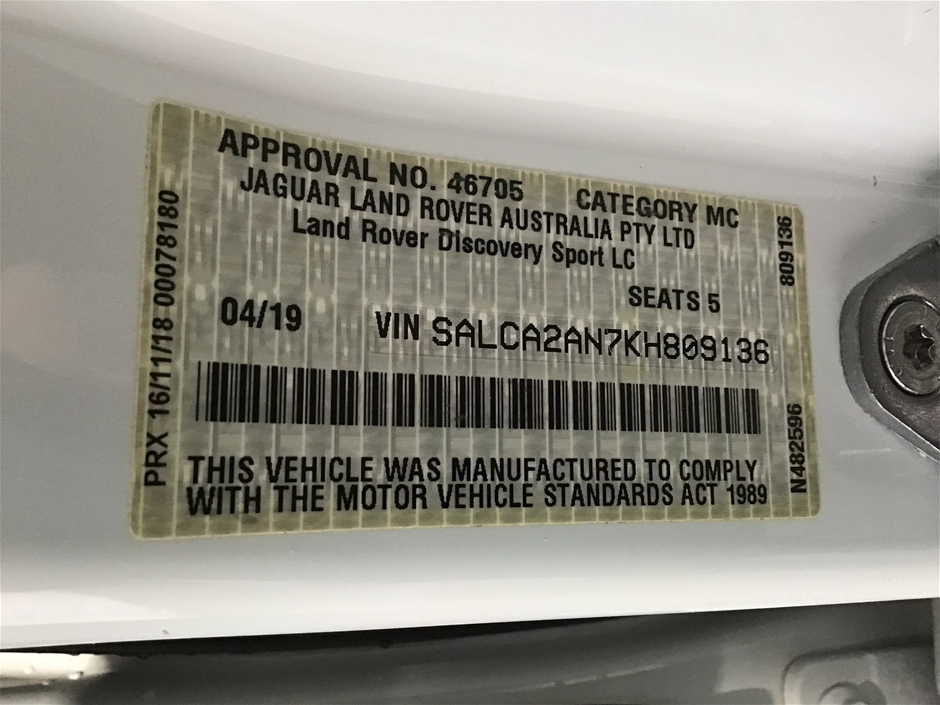 APPROVAL NO. 46705 CATEGORY MC
JAGUAR LAND ROVER AUSTRALIA PTY LTD
Land Rover Discovery Sport LC
SEATS 5
04/19 VIN SALCA2AN7KH809136
THIS VEHICLE WAS MANUFACTURED TO COMPLY
WITH THE MOTOR VEHICLE STANDARDS ACT 1989
PRX 16/11/18 00078180
809136
N482596